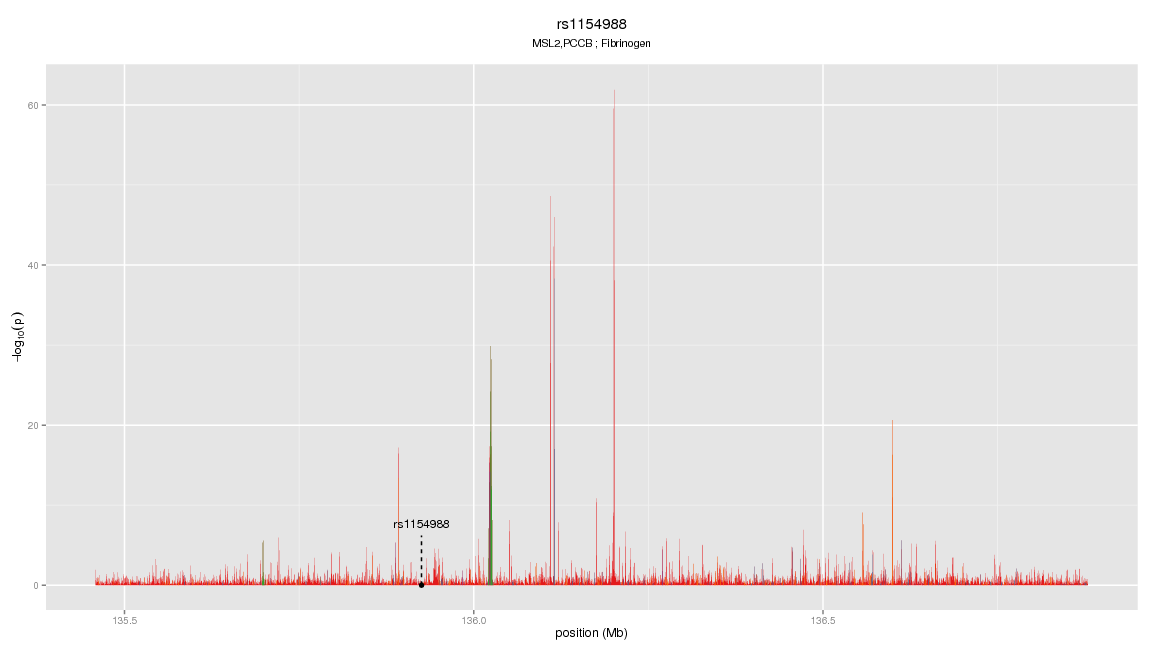 rs1154988
MSL2,PCCB ; Fibrinogen
60
40
20
0
−log10(p)
rs1154988
135.5
136.0
136.5
position (Mb)